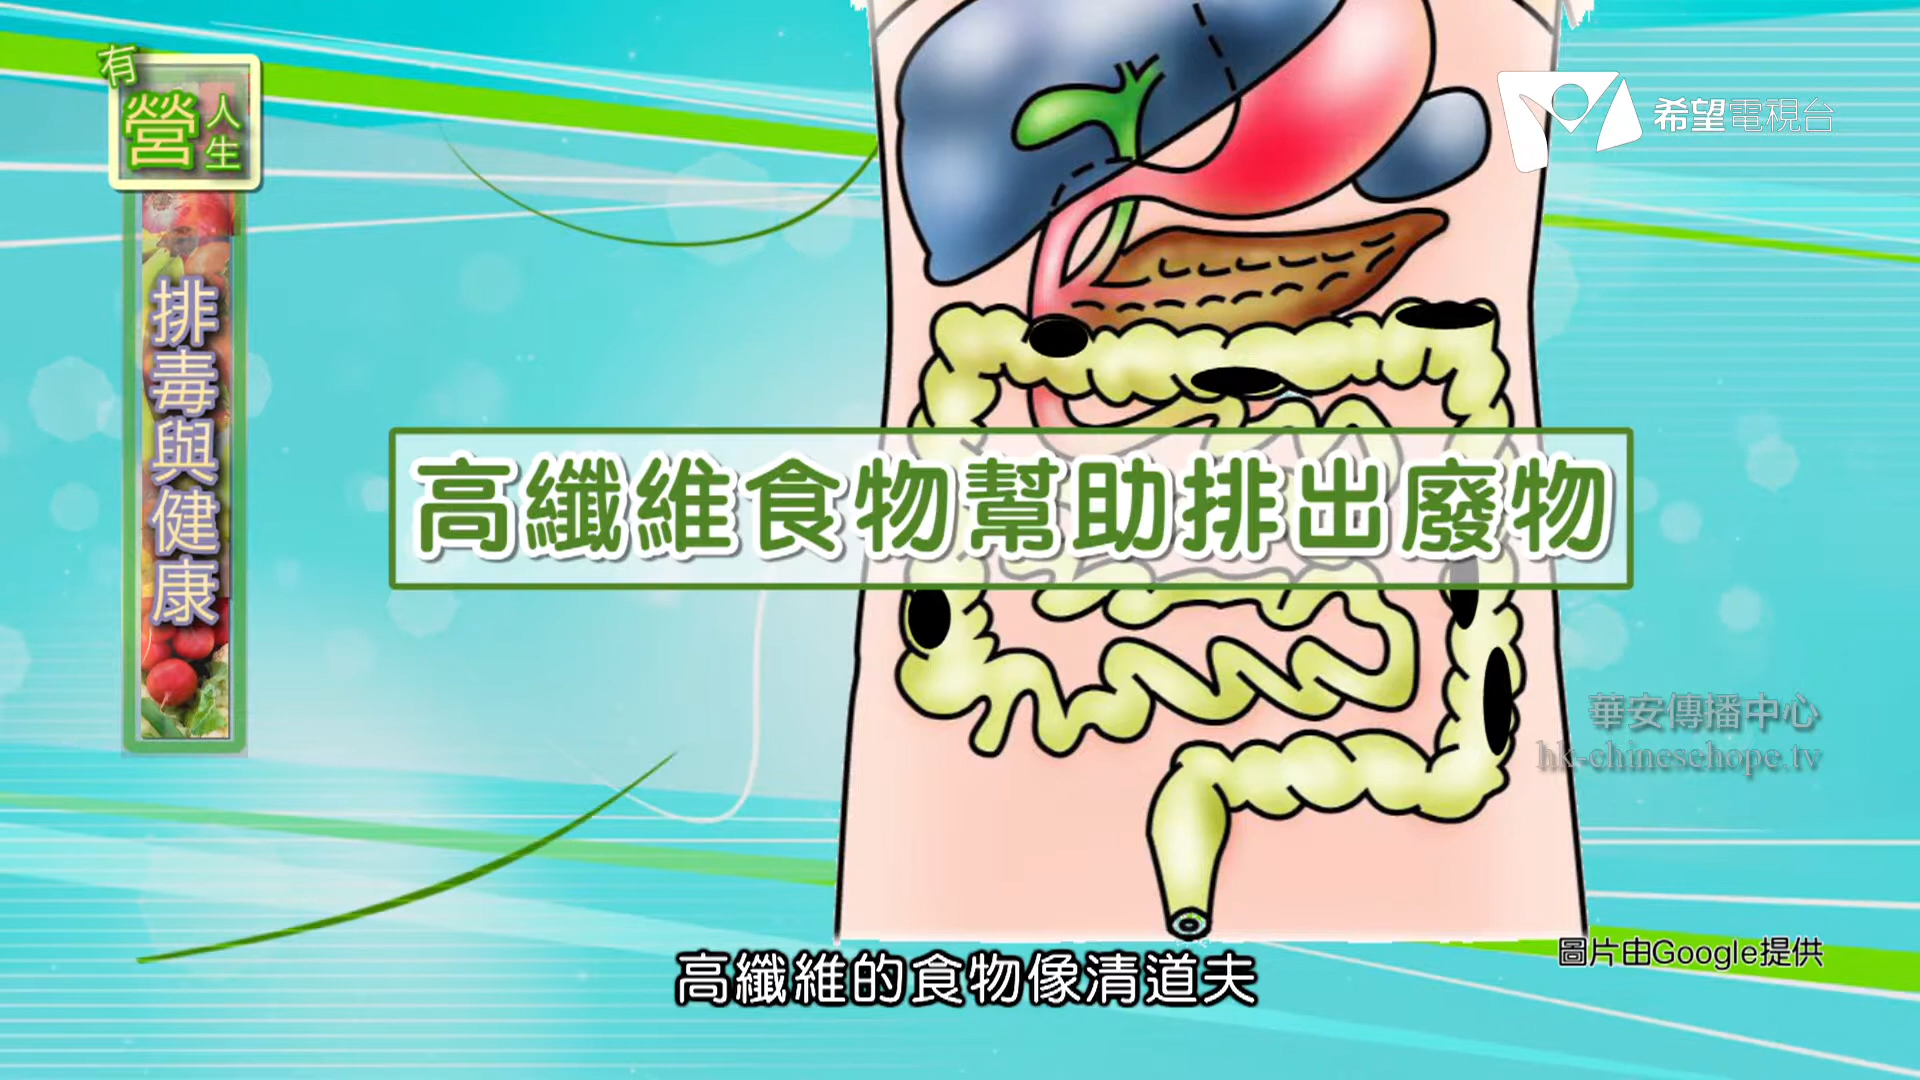 有營人生
希望電視台
排毒與健康
高纖維食物幫助排出廢物
華安傳播中心
hk-chinesehope.tv
圖片由Google提供
高纖維的食物像清道夫